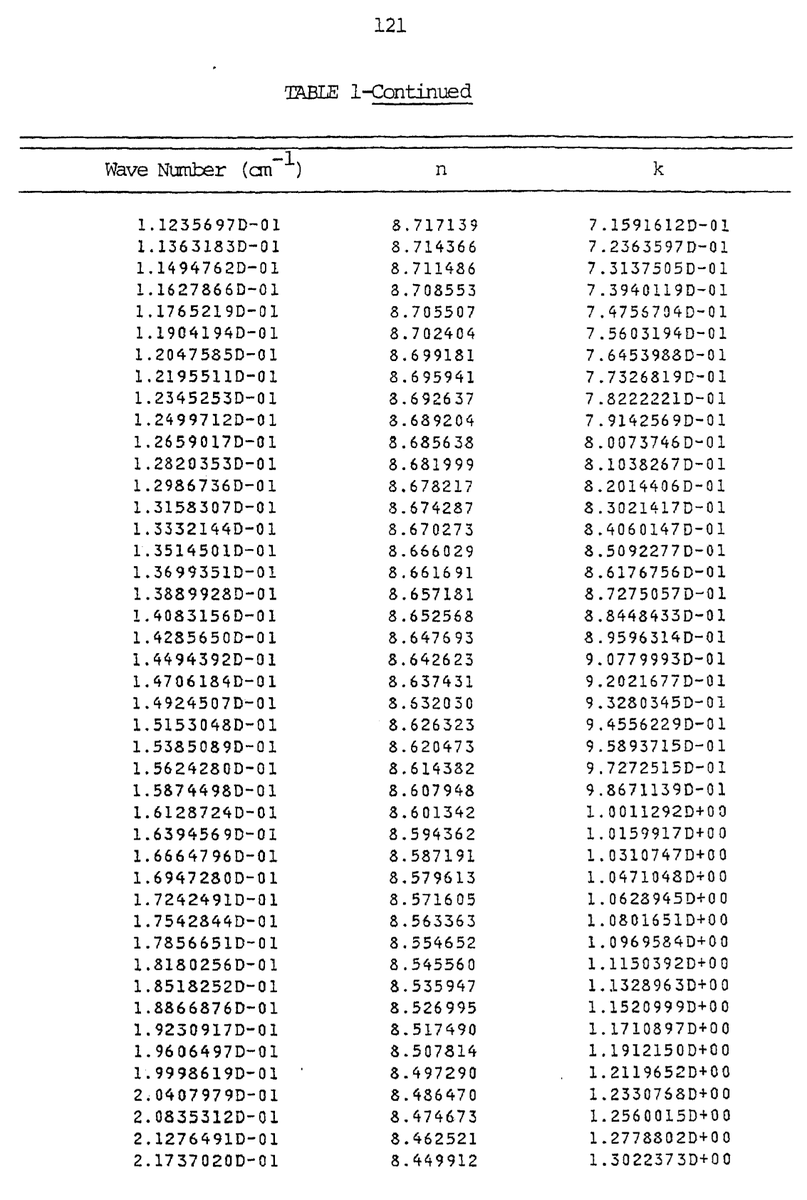 121
TABLE 1-Continued
Wave Number (cm-1) n k
1.1235697D-01 8.717139 7.1591612D-01
1.1363183D-01 8.714366 7.2363597D-01
1.1494762D-01 8.711486 7.3137505D-01
1.1627866D-01 8.708553 7.3940119D-01
1.1765219D-01 8.705507 7.4756704D-01
1.1904194D-01 8.702404 7.5603194D-01
1.2047585D-01 8.699181 7.6453988D-01
1.2195511D-01 8.695941 7.7326819D-01
1.2345253D-01 8.692637 7.8222221D-01
1.2499712D-01 8.689204 7.9142569D-01
1.2659017D-01 8.685638 8.0073746D-01
1.2820353D-01 8.681999 8.1038267D-01
1.2986736D-01 8.678217 8.2014406D-01
1.3158307D-01 8.674287 8.3021417D-01
1.3332144D-01 8.670273 8.4060147D-01
1.3514501D-01 8.666029 8.5092277D-01
1.3699351D-01 8.661691 8.6176756D-01
1.3889928D-01 8.657181 8.7275057D-01
1.4083156D-01 8.652568 8.8448433D-01
1.4285650D-01 8.647693 8.9596314D-01
1.4494392D-01 8.642623 9.0779993D-01
1.4706184D-01 8.637431 9.2021677D-01
1.4924507D-01 8.632030 9.3280345D-01
1.5153048D-01 8.626323 9.4556229D-01
1.5385089D-01 8.620473 9.5893715D-01
1.5624280D-01 8.614382 9.7272515D-01
1.5874498D-01 8.607948 9.8671139D-01
1.6128724D-01 8.601342 1.0011292D+00
1.6394569D-01 8.594362 1.0159917D+00
1.6664796D-01 8.587191 1.0310747D+00
1.6947280D-01 8.579613 1.0471048D+00
1.7242491D-01 8.571605 1.0628945D+00
1.7542844D-01 8.563363 1.0801651D+00
1.7856651D-01 8.554652 1.0969584D+00
1.8180256D-01 8.545560 1.1150392D+00
1.8518252D-01 8.535947 1.1328963D+00
1.8866876D-01 8.526995 1.1520999D+00
1.9230917D-01 8.517490 1.1710897D+00
1.9606497D-01 8.507814 1.1912150D+00
1.9998619D-01 8.497290 1.2119652D+00
2.0407979D-01 8.486470 1.2330768D+00
2.0835312D-01 8.474673 1.2560015D+00
2.1276491D-01 8.462521 1.2778802D+00
2.1737020D-01 8.449912 1.3022373D+00